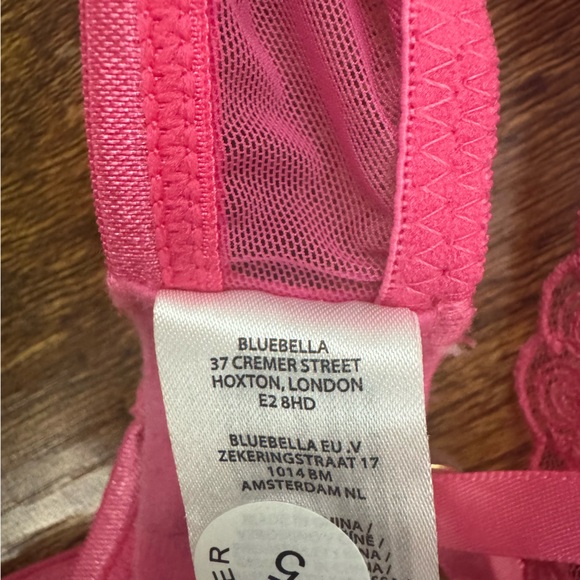 BLUEBELLA
37 CREMER STREET
HOXTON, LONDON
E2 8HD
BLUEBELLA EU .V
ZEKERINGSTRAAT 17
1014 BM
AMSTERDAM NL